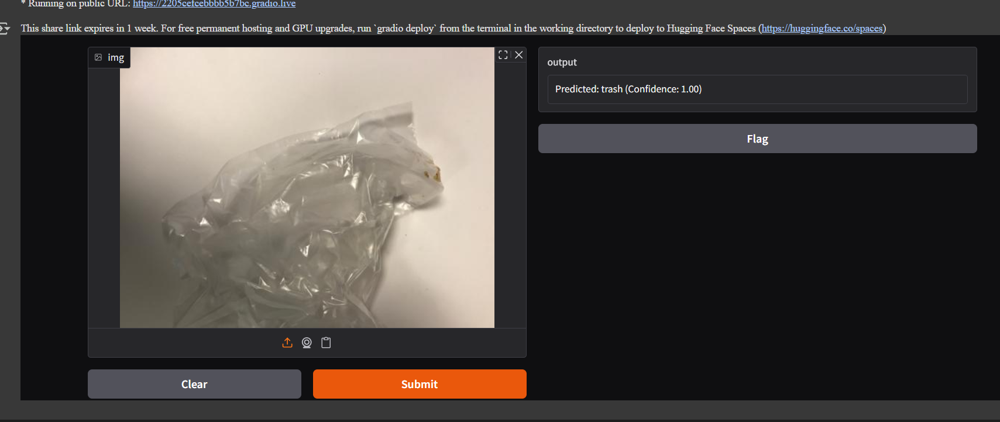 * Running on public URL: https://2205cefcebbbb5b7bc.gradio.live
This share link expires in 1 week. For free permanent hosting and GPU upgrades, run `gradio deploy` from the terminal in the working directory to deploy to Hugging Face Spaces (https://huggingface.co/spaces)
img
output
Predicted: trash (Confidence: 1.00)
Flag
Clear
Submit